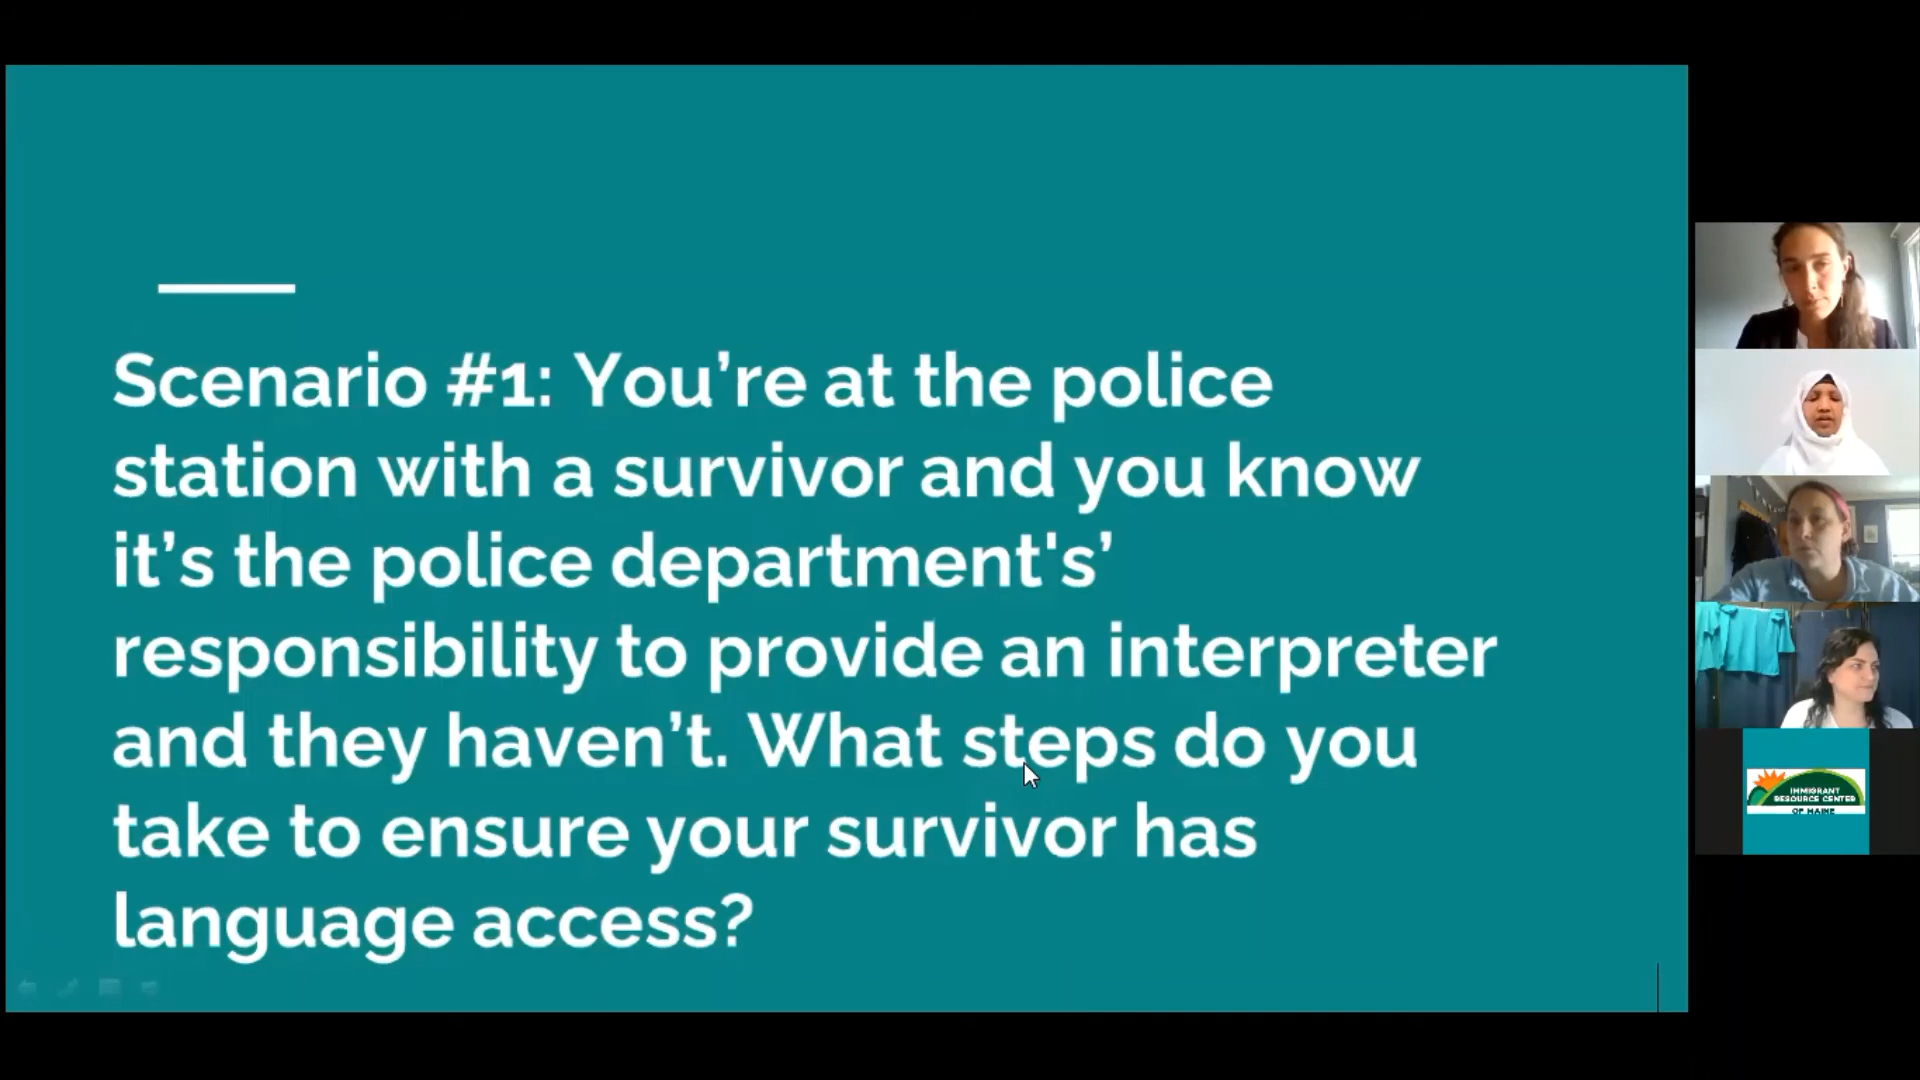 Scenario #1: You’re at the police
station with a survivor and you know
it’s the police department's’
responsibility to provide an interpreter
and they haven’t. What steps do you
take to ensure your survivor has
language access?
IMMIGRANT
RESOURCE CENTER
OF MAINE